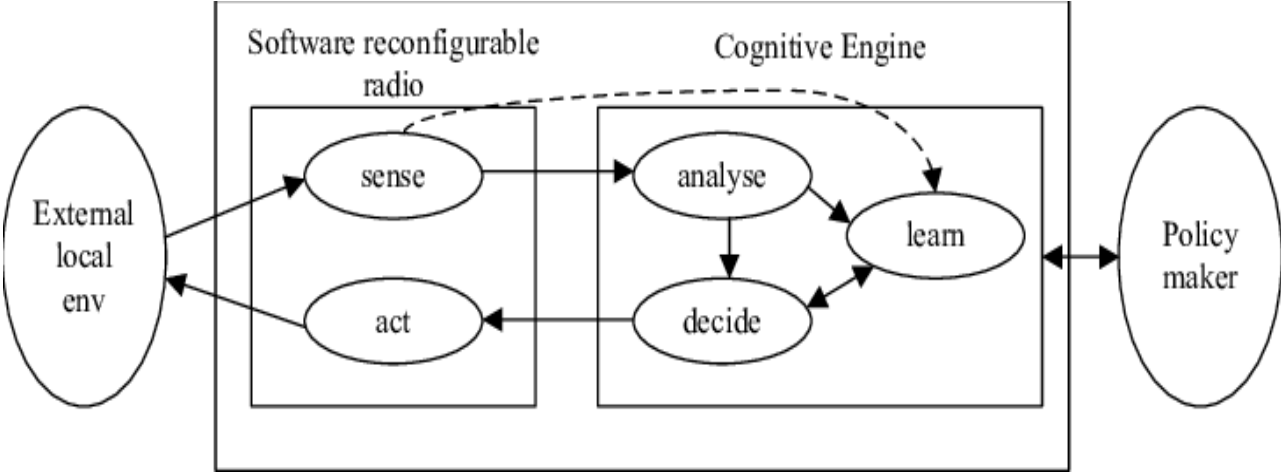 Software reconfigurable
radio
Cognitive Engine
External
local
env
sense
act
analyse
decide
learn
Policy
maker